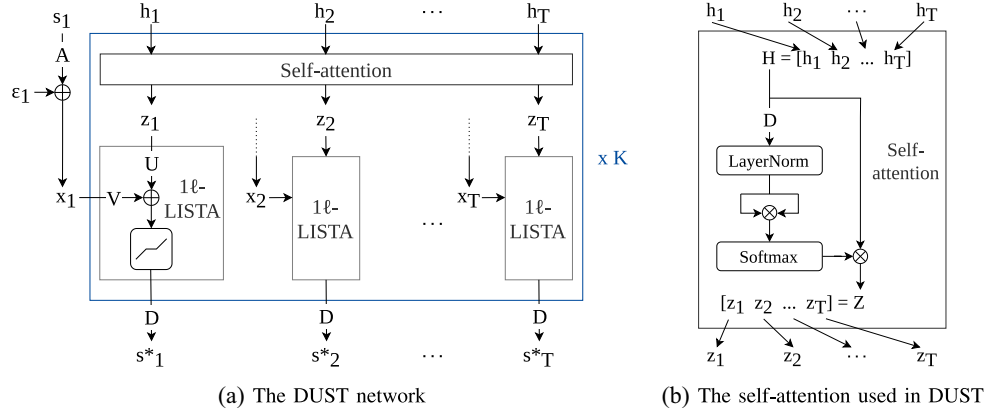 s1 h1 h2 ··· hT
A
Self-attention
ε1
z1 z2 zT
U
x1 V 1ℓ-LISTA x2 1ℓ-LISTA ··· xT 1ℓ-LISTA
x K
D D D
s*1 s*2 ··· s*T
(a) The DUST network
h1 h2 ··· hT
H = [h1 h2 ... hT]
D
LayerNorm
Self-attention
Softmax
[z1 z2 ... zT] = Z
z1 z2 ··· zT
(b) The self-attention used in DUST